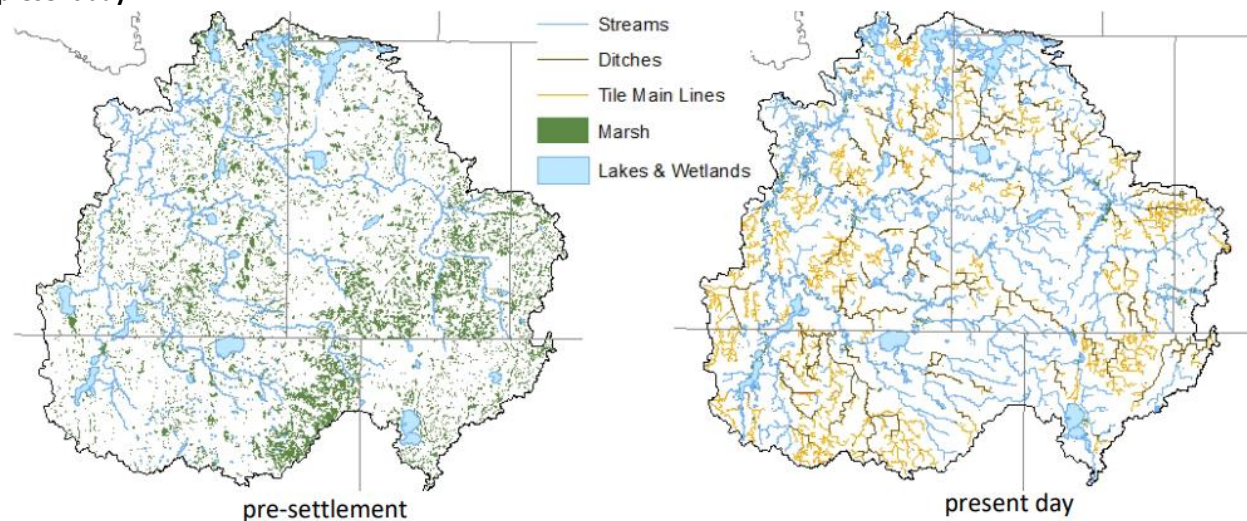 Streams
Ditches
Tile Main Lines
Marsh
Lakes & Wetlands
pre-settlement
present day